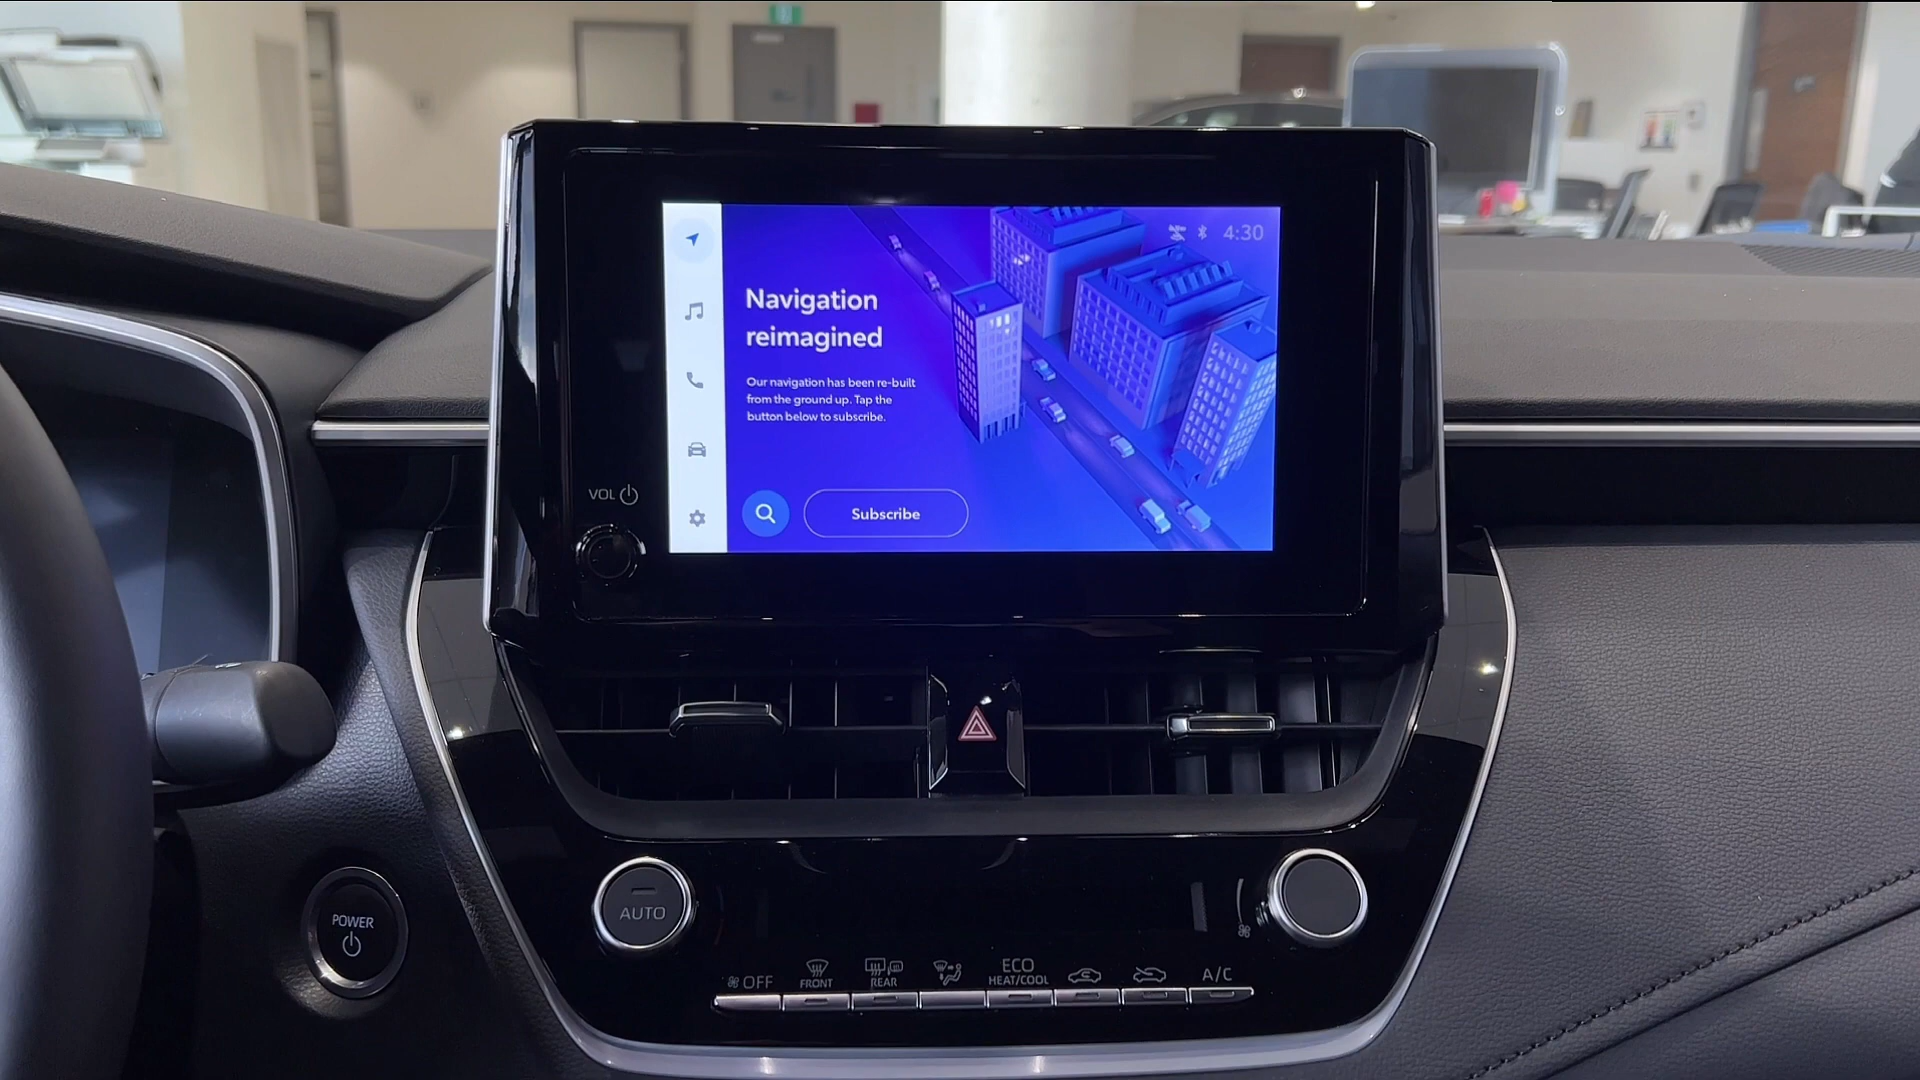 4:30
Navigation
reimagined
Our navigation has been re-built
from the ground up. Tap the
button below to subscribe.
Subscribe
VOL
AUTO
POWER
OFF
FRONT
REAR
ECO
HEAT/COOL
A/C